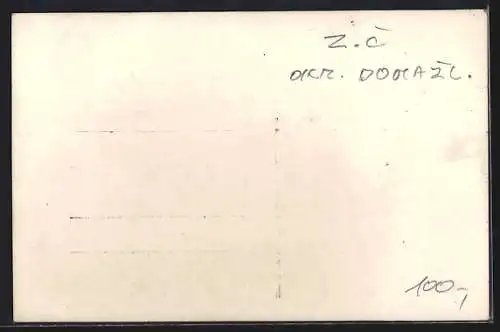 Z.Č
OKR. DOMAŽL.
100,-